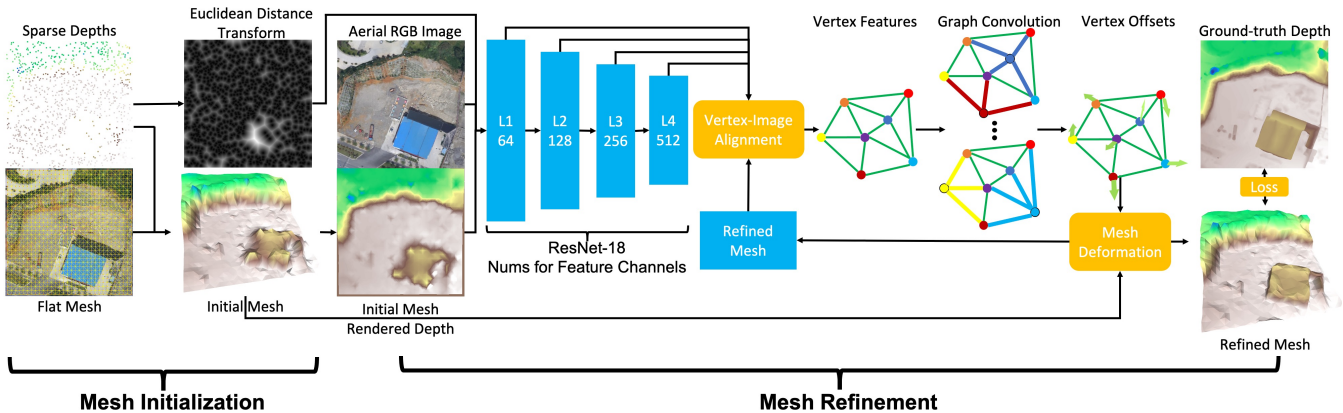 Sparse Depths
Euclidean Distance
Transform
Aerial RGB Image
L1
64
L2
128
L3
256
L4
512
Vertex-Image
Alignment
Vertex Features
Graph Convolution
Vertex Offsets
Ground-truth Depth
Loss
Flat Mesh
Initial Mesh
Initial Mesh
Rendered Depth
ResNet-18
Nums for Feature Channels
Refined
Mesh
Mesh
Deformation
Refined Mesh
Mesh Initialization
Mesh Refinement